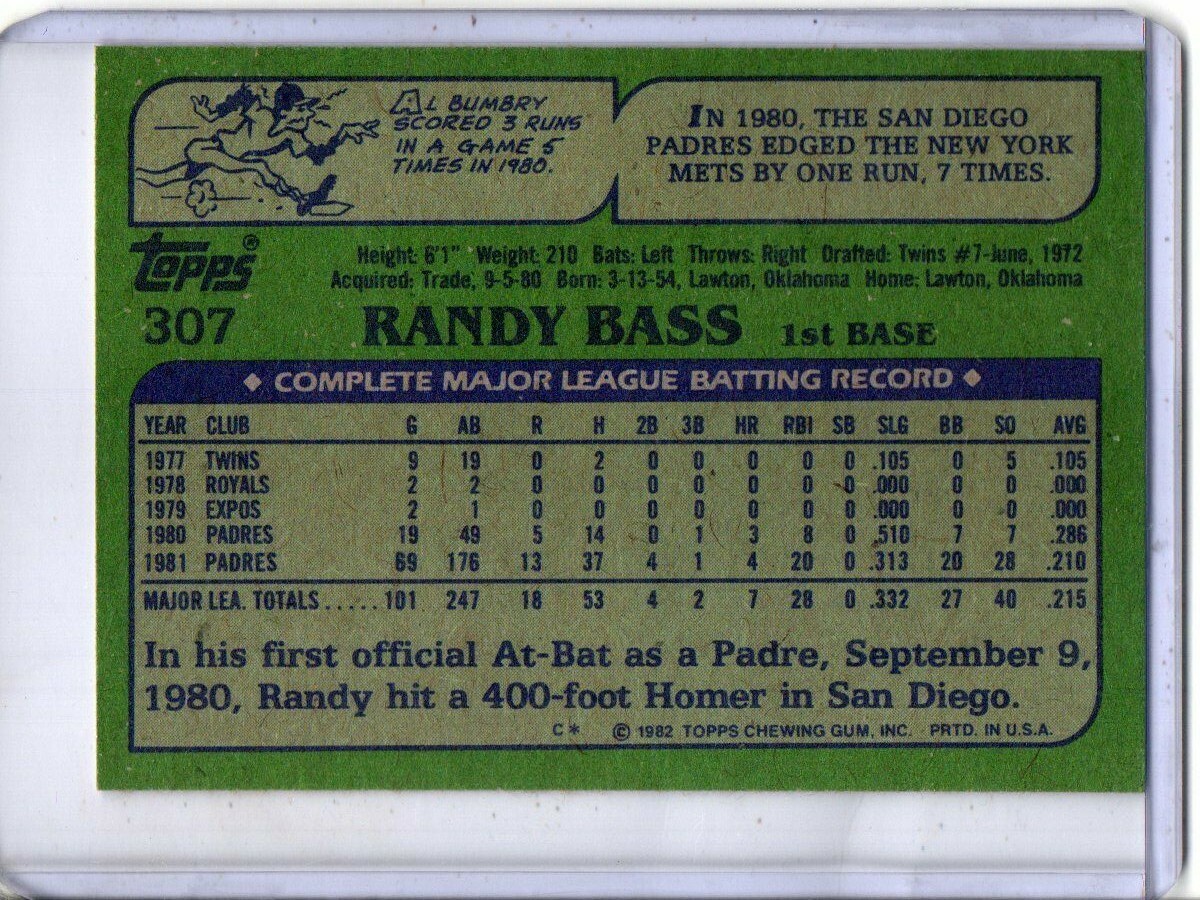 AL BUMBRY
SCORED 3 RUNS
IN A GAME 5
TIMES IN 1980.
IN 1980, THE SAN DIEGO
PADRES EDGED THE NEW YORK
METS BY ONE RUN, 7 TIMES.
Topps®
Height: 6'1" Weight: 210 Bats: Left Throws: Right Drafted: Twins #7-June, 1972
Acquired: Trade, 9-5-80 Born: 3-13-54, Lawton, Oklahoma Home: Lawton, Oklahoma
307 RANDY BASS 1st BASE
◆ COMPLETE MAJOR LEAGUE BATTING RECORD ◆
YEAR CLUB G AB R H 2B 3B HR RBI SB SLG BB SO AVG
1977 TWINS 9 19 0 2 0 0 0 0 0 .105 0 5 .105
1978 ROYALS 2 2 0 0 0 0 0 0 0 .000 0 0 .000
1979 EXPOS 2 1 0 0 0 0 0 0 0 .000 0 0 .000
1980 PADRES 19 49 5 14 0 1 3 8 0 .510 7 7 .286
1981 PADRES 69 176 13 37 4 1 4 20 0 .313 20 28 .210
MAJOR LEA. TOTALS......101 247 18 53 4 2 7 28 0 .332 27 40 .215
In his first official At-Bat as a Padre, September 9,
1980, Randy hit a 400-foot Homer in San Diego.
C* © 1982 TOPPS CHEWING GUM, INC. PRTD. IN U.S.A.